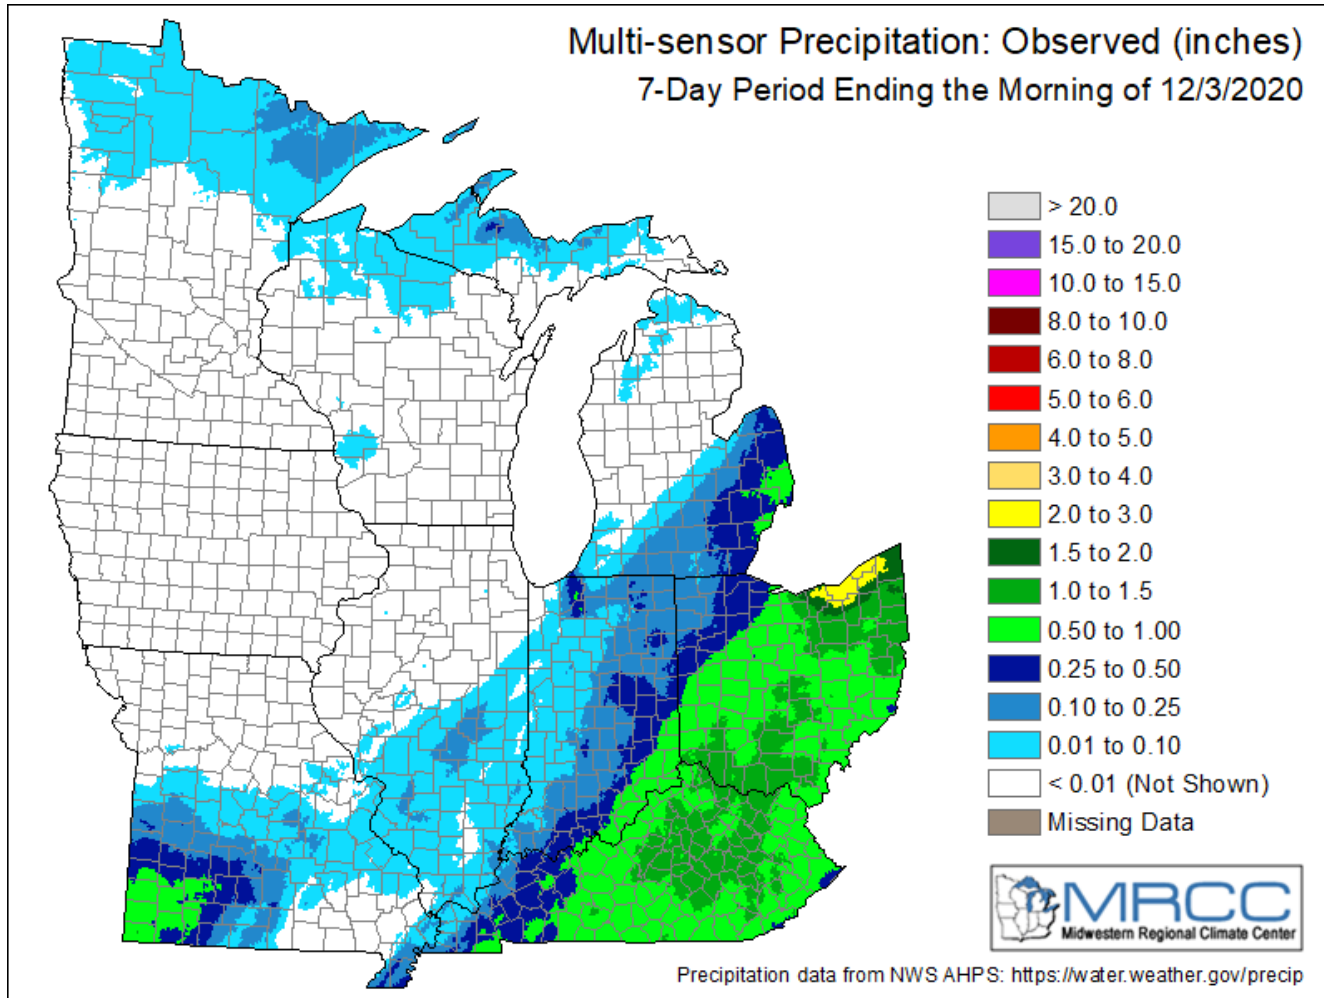 Multi-sensor Precipitation: Observed (inches)
7-Day Period Ending the Morning of 12/3/2020
> 20.0
15.0 to 20.0
10.0 to 15.0
8.0 to 10.0
6.0 to 8.0
5.0 to 6.0
4.0 to 5.0
3.0 to 4.0
2.0 to 3.0
1.5 to 2.0
1.0 to 1.5
0.50 to 1.00
0.25 to 0.50
0.10 to 0.25
0.01 to 0.10
< 0.01 (Not Shown)
Missing Data
MRCC
Midwestern Regional Climate Center
Precipitation data from NWS AHPS: https://water.weather.gov/precip